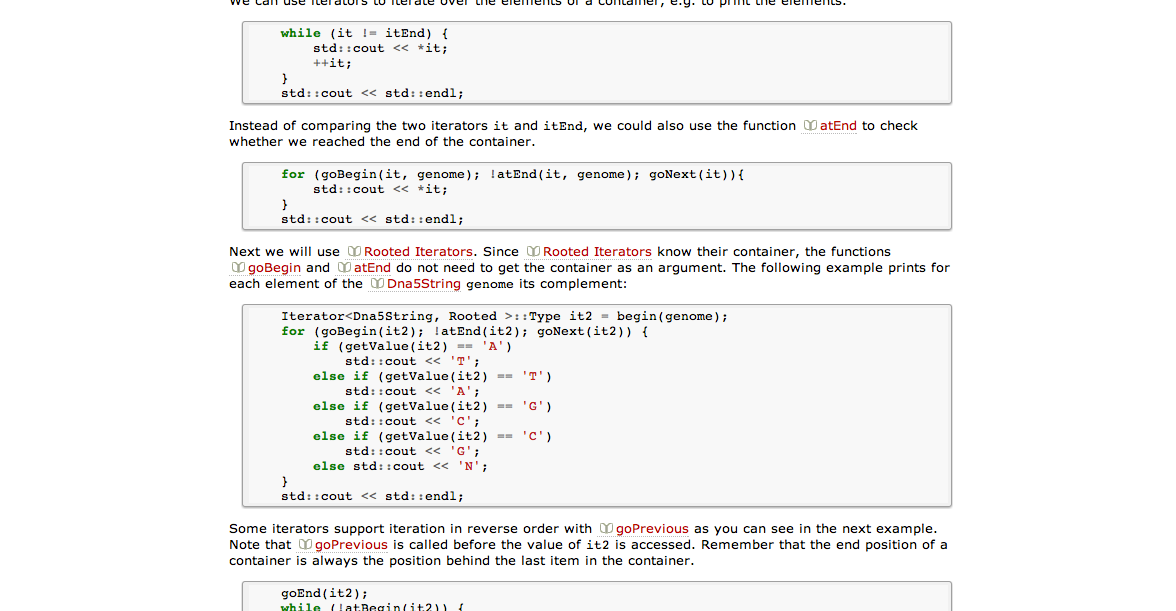 We can use iterators to iterate over the elements of a container, e.g. to print the elements.
while (it != itEnd) {
    std::cout << *it;
    ++it;
}
std::cout << std::endl;
Instead of comparing the two iterators it and itEnd, we could also use the function atEnd to check
whether we reached the end of the container.
for (goBegin(it, genome); !atEnd(it, genome); goNext(it)){
    std::cout << *it;
}
std::cout << std::endl;
Next we will use Rooted Iterators. Since Rooted Iterators know their container, the functions
goBegin and atEnd do not need to get the container as an argument. The following example prints for
each element of the Dna5String genome its complement:
Iterator<Dna5String, Rooted >::Type it2 = begin(genome);
for (goBegin(it2); !atEnd(it2); goNext(it2)) {
    if (getValue(it2) == 'A')
        std::cout << 'T';
    else if (getValue(it2) == 'T')
        std::cout << 'A';
    else if (getValue(it2) == 'G')
        std::cout << 'C';
    else if (getValue(it2) == 'C')
        std::cout << 'G';
    else std::cout << 'N';
}
std::cout << std::endl;
Some iterators support iteration in reverse order with goPrevious as you can see in the next example.
Note that goPrevious is called before the value of it2 is accessed. Remember that the end position of a
container is always the position behind the last item in the container.
goEnd(it2);
while (!atBegin(it2)) {